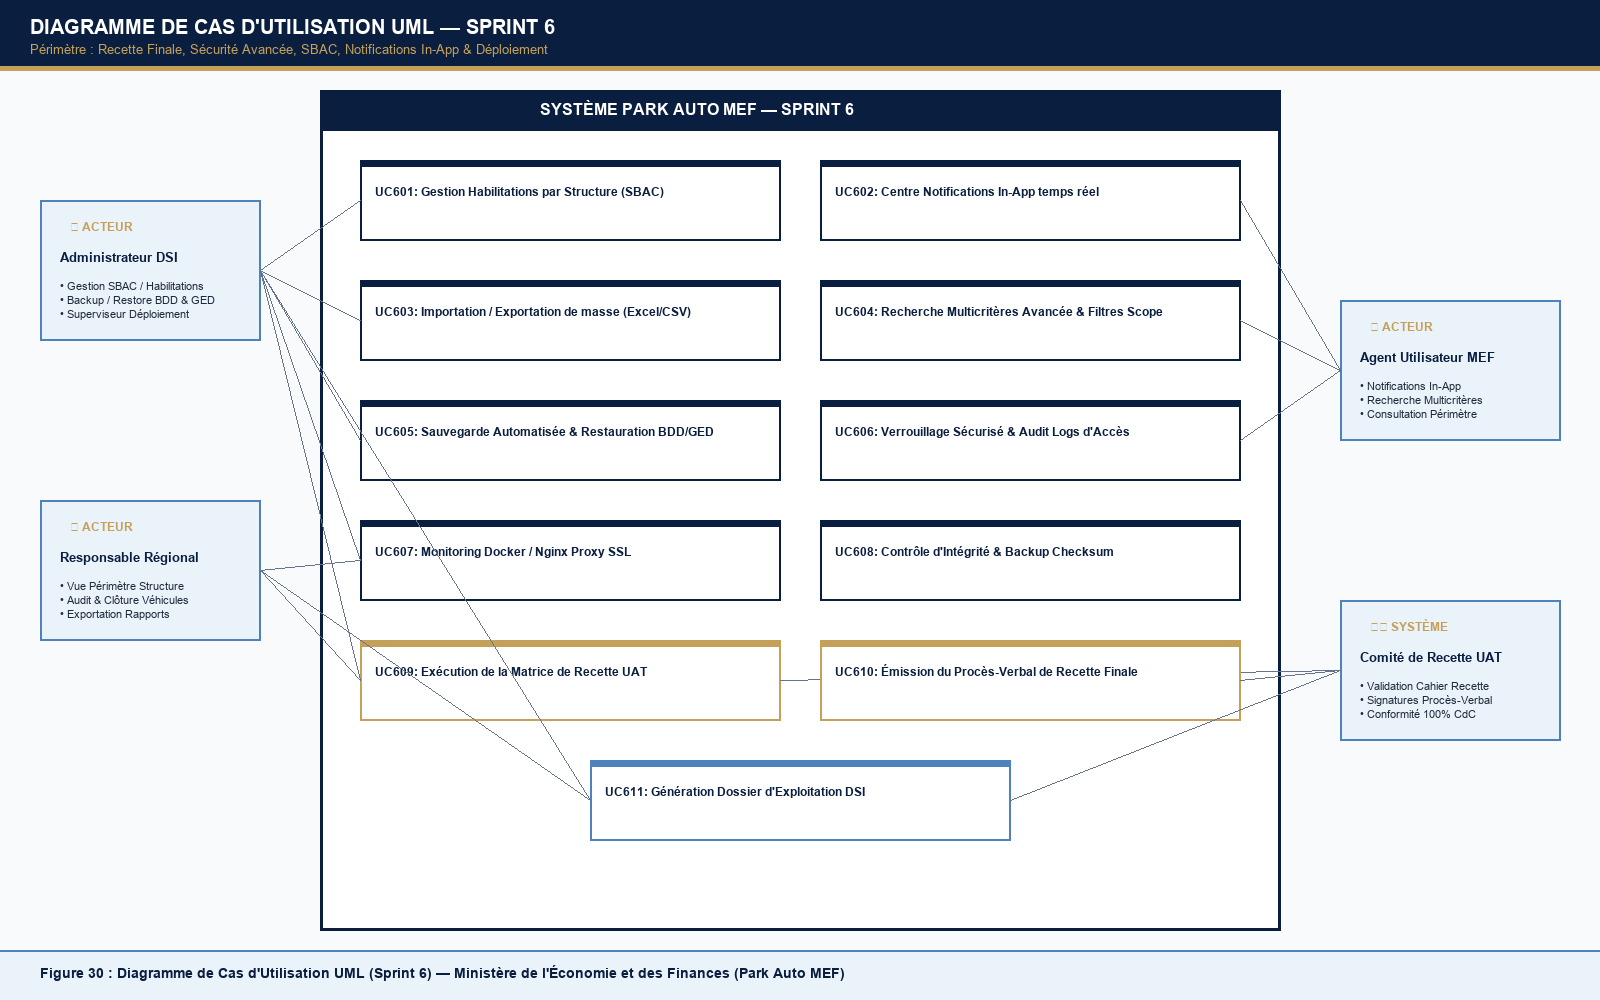 DIAGRAMME DE CAS D'UTILISATION UML — SPRINT 6
Périmètre : Recette Finale, Sécurité Avancée, SBAC, Notifications In-App & Déploiement
SYSTÈME PARK AUTO MEF — SPRINT 6
UC601: Gestion Habilitations par Structure (SBAC)
UC602: Centre Notifications In-App temps réel
ACTEUR
Administrateur DSI
• Gestion SBAC / Habilitations
• Backup / Restore BDD & GED
• Superviseur Déploiement
UC603: Importation / Exportation de masse (Excel/CSV)
UC604: Recherche Multicritères Avancée & Filtres Scope
ACTEUR
Agent Utilisateur MEF
• Notifications In-App
• Recherche Multicritères
• Consultation Périmètre
UC605: Sauvegarde Automatisée & Restauration BDD/GED
UC606: Verrouillage Sécurisé & Audit Logs d'Accès
ACTEUR
Responsable Régional
• Vue Périmètre Structure
• Audit & Clôture Véhicules
• Exportation Rapports
UC607: Monitoring Docker / Nginx Proxy SSL
UC608: Contrôle d'Intégrité & Backup Checksum
SYSTÈME
Comité de Recette UAT
• Validation Cahier Recette
• Signatures Procès-Verbal
• Conformité 100% CdC
UC609: Exécution de la Matrice de Recette UAT
UC610: Émission du Procès-Verbal de Recette Finale
UC611: Génération Dossier d'Exploitation DSI
Figure 30 : Diagramme de Cas d'Utilisation UML (Sprint 6) — Ministère de l'Économie et des Finances (Park Auto MEF)